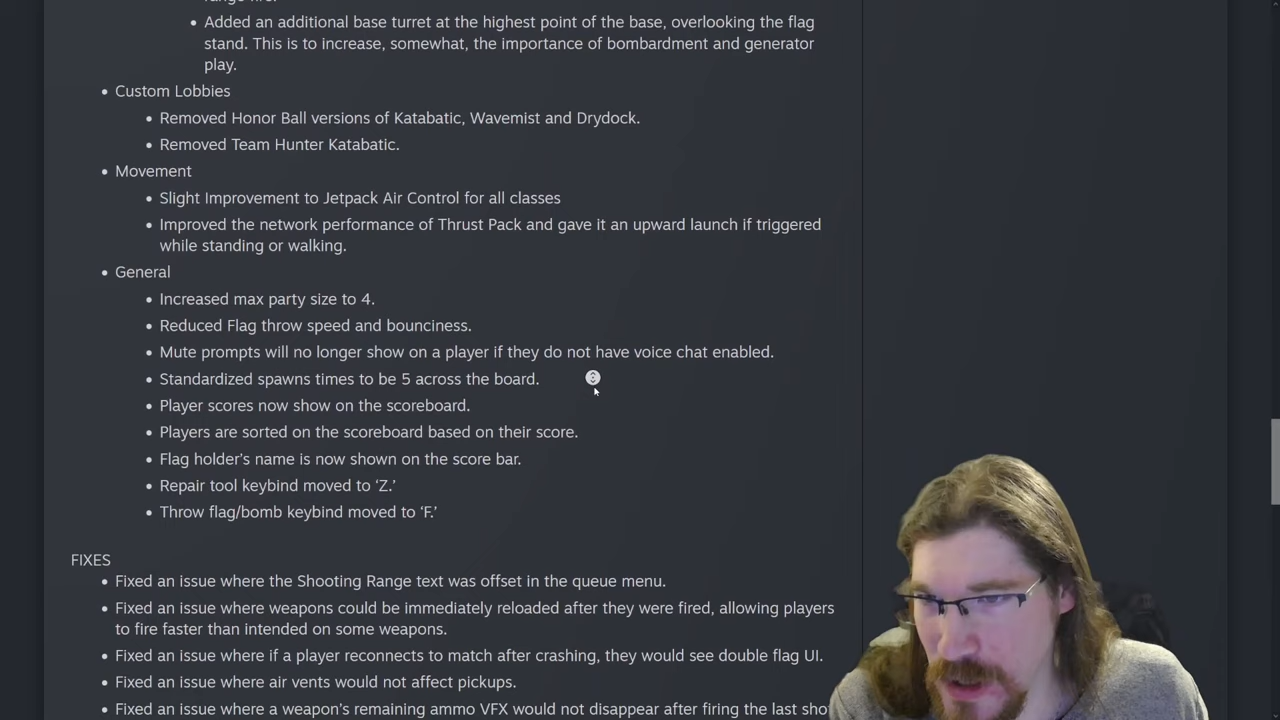 Added an additional base turret at the highest point of the base, overlooking the flag
stand. This is to increase, somewhat, the importance of bombardment and generator
play.
Custom Lobbies
Removed Honor Ball versions of Katabatic, Wavemist and Drydock.
Removed Team Hunter Katabatic.
Movement
Slight Improvement to Jetpack Air Control for all classes
Improved the network performance of Thrust Pack and gave it an upward launch if triggered
while standing or walking.
General
Increased max party size to 4.
Reduced Flag throw speed and bounciness.
Mute prompts will no longer show on a player if they do not have voice chat enabled.
Standardized spawns times to be 5 across the board.
Player scores now show on the scoreboard.
Players are sorted on the scoreboard based on their score.
Flag holder’s name is now shown on the score bar.
Repair tool keybind moved to ‘Z.’
Throw flag/bomb keybind moved to ‘F.’
FIXES
Fixed an issue where the Shooting Range text was offset in the queue menu.
Fixed an issue where weapons could be immediately reloaded after they were fired, allowing players
to fire faster than intended on some weapons.
Fixed an issue where if a player reconnects to match after crashing, they would see double flag UI.
Fixed an issue where air vents would not affect pickups.
Fixed an issue where a weapon’s remaining ammo VFX would not disappear after firing the last